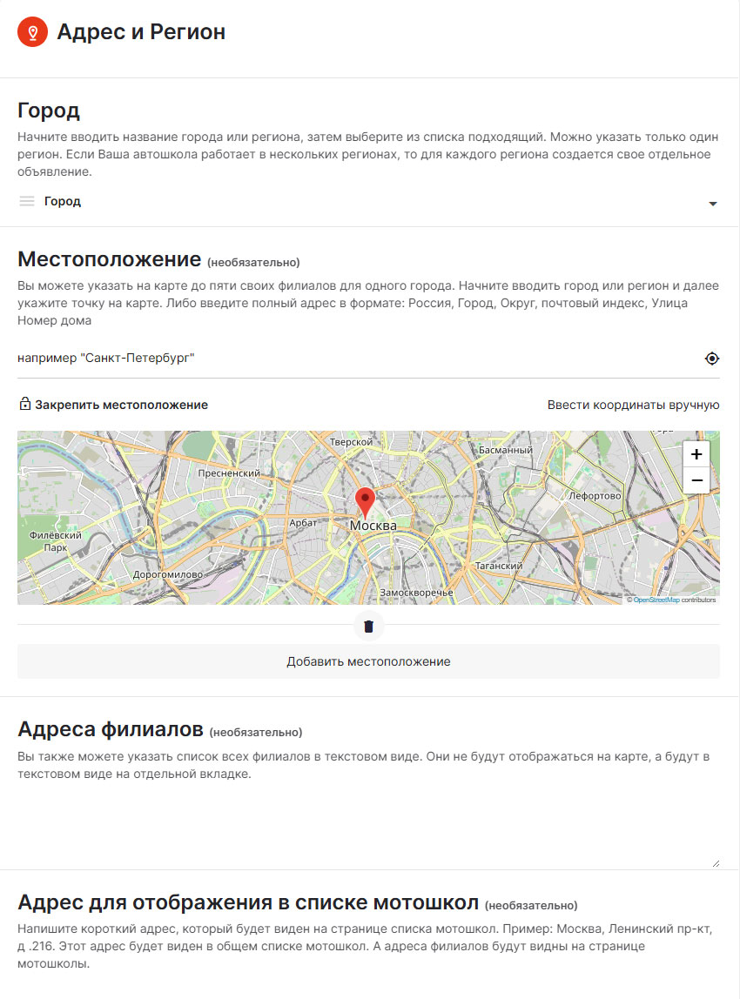 Адрес и Регион
Город
Начните вводить название города или региона, затем выберите из списка подходящий. Можно указать только один
регион. Если Ваша автошкола работает в нескольких регионах, то для каждого региона создается свое отдельное
объявление.
Город
Местоположение (необязательно)
Вы можете указать на карте до пяти своих филиалов для одного города. Начните вводить город или регион и далее
укажите точку на карте. Либо введите полный адрес в формате: Россия, Город, Округ, почтовый индекс, Улица
Номер дома
например "Санкт-Петербург"
Закрепить местоположение
Ввести координаты вручную
Тверской
Басманный
Пресненский
Лефортово
Арбат
Москва
Филёвский
Парк
Таганский
Дорогомилово
Замоскворечье
+
−
© OpenStreetMap contributors
Добавить местоположение
Адреса филиалов (необязательно)
Вы также можете указать список всех филиалов в текстовом виде. Они не будут отображаться на карте, а будут в
текстовом виде на отдельной вкладке.
Адрес для отображения в списке мотошкол (необязательно)
Напишите короткий адрес, который будет виден на странице списка мотошкол. Пример: Москва, Ленинский пр-кт,
д .216. Этот адрес будет виден в общем списке мотошкол. А адреса филиалов будут видны на странице
мотошколы.